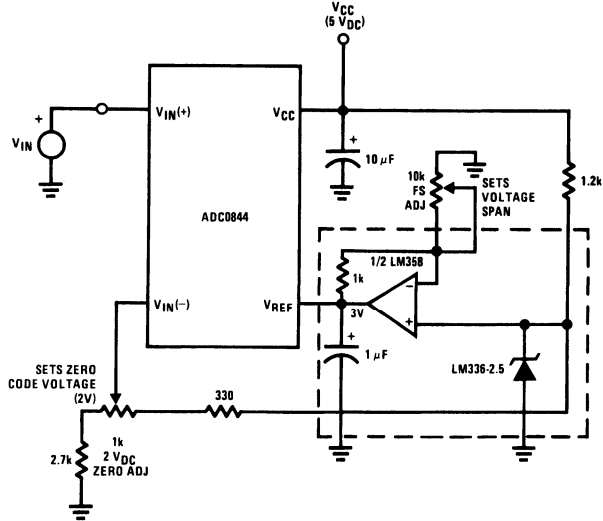 VCC
(5 VDC)
VIN(+)
VCC
+
VIN
+
10 µF
10k
FS
ADJ
SETS
VOLTAGE
SPAN
1.2k
ADC0844
1/2 LM358
1k
−
+
VIN(−)
VREF
3V
+
1 µF
LM336-2.5
SETS ZERO
CODE VOLTAGE
(2V)
330
1k
2 VDC
ZERO ADJ
2.7k